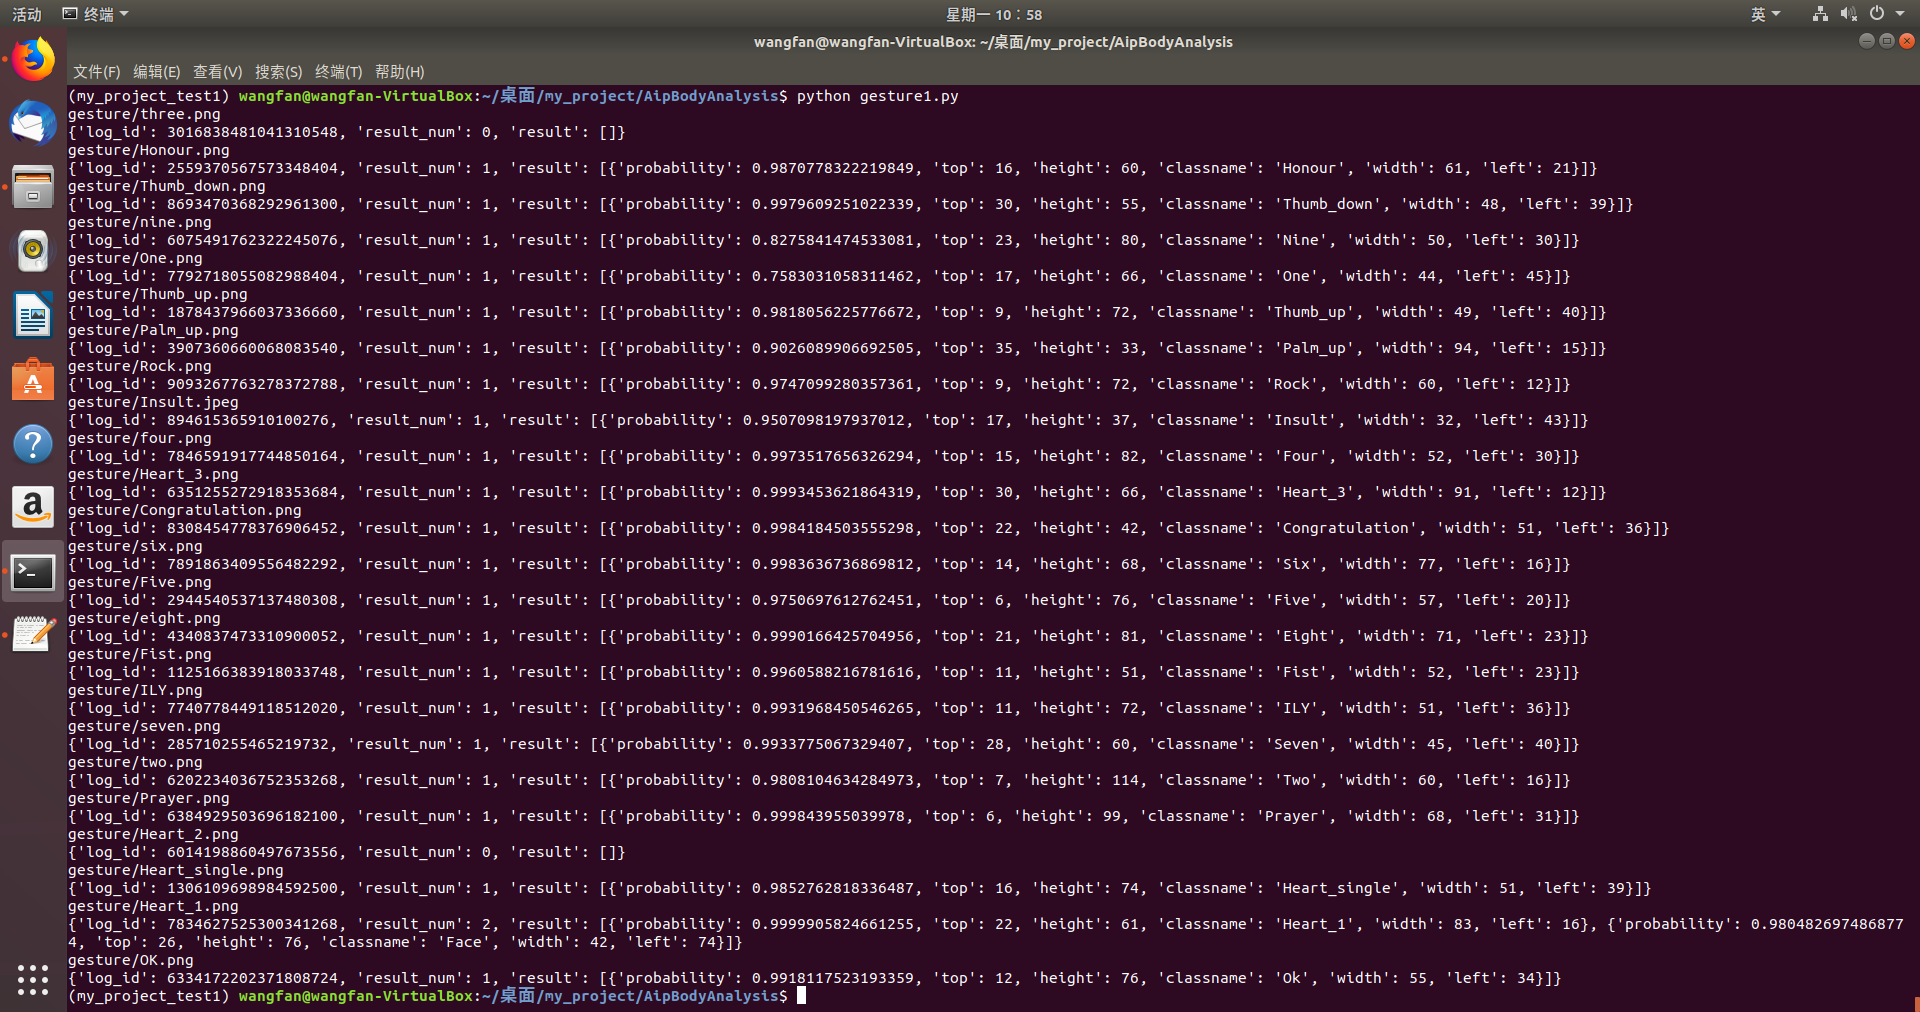 活动 终端 星期一 10：58 英
wangfan@wangfan-VirtualBox: ~/桌面/my_project/AipBodyAnalysis
文件(F) 编辑(E) 查看(V) 搜索(S) 终端(T) 帮助(H)
(my_project_test1) wangfan@wangfan-VirtualBox:~/桌面/my_project/AipBodyAnalysis$ python gesture1.py
gesture/three.png
{'log_id': 3016838481041310548, 'result_num': 0, 'result': []}
gesture/Honour.png
{'log_id': 2559370567573348404, 'result_num': 1, 'result': [{'probability': 0.9870778322219849, 'top': 16, 'height': 60, 'classname': 'Honour', 'width': 61, 'left': 21}]}
gesture/Thumb_down.png
{'log_id': 8693470368292961300, 'result_num': 1, 'result': [{'probability': 0.9979609251022339, 'top': 30, 'height': 55, 'classname': 'Thumb_down', 'width': 48, 'left': 39}]}
gesture/nine.png
{'log_id': 6075491762322245076, 'result_num': 1, 'result': [{'probability': 0.8275841474533081, 'top': 23, 'height': 80, 'classname': 'Nine', 'width': 50, 'left': 30}]}
gesture/One.png
{'log_id': 7792718055082988404, 'result_num': 1, 'result': [{'probability': 0.7583031058311462, 'top': 17, 'height': 66, 'classname': 'One', 'width': 44, 'left': 45}]}
gesture/Thumb_up.png
{'log_id': 1878437966037336660, 'result_num': 1, 'result': [{'probability': 0.9818056225776672, 'top': 9, 'height': 72, 'classname': 'Thumb_up', 'width': 49, 'left': 40}]}
gesture/Palm_up.png
{'log_id': 3907360660068083540, 'result_num': 1, 'result': [{'probability': 0.9026089906692505, 'top': 35, 'height': 33, 'classname': 'Palm_up', 'width': 94, 'left': 15}]}
gesture/Rock.png
{'log_id': 9093267763278372788, 'result_num': 1, 'result': [{'probability': 0.9747099280357361, 'top': 9, 'height': 72, 'classname': 'Rock', 'width': 60, 'left': 12}]}
gesture/Insult.jpeg
{'log_id': 894615365910100276, 'result_num': 1, 'result': [{'probability': 0.9507098197937012, 'top': 17, 'height': 37, 'classname': 'Insult', 'width': 32, 'left': 43}]}
gesture/four.png
{'log_id': 7846591917744850164, 'result_num': 1, 'result': [{'probability': 0.9973517656326294, 'top': 15, 'height': 82, 'classname': 'Four', 'width': 52, 'left': 30}]}
gesture/Heart_3.png
{'log_id': 6351255272918353684, 'result_num': 1, 'result': [{'probability': 0.9993453621864319, 'top': 30, 'height': 66, 'classname': 'Heart_3', 'width': 91, 'left': 12}]}
gesture/Congratulation.png
{'log_id': 8308454778376906452, 'result_num': 1, 'result': [{'probability': 0.9984184503555298, 'top': 22, 'height': 42, 'classname': 'Congratulation', 'width': 51, 'left': 36}]}
gesture/six.png
{'log_id': 7891863409556482292, 'result_num': 1, 'result': [{'probability': 0.9983636736869812, 'top': 14, 'height': 68, 'classname': 'Six', 'width': 77, 'left': 16}]}
gesture/Five.png
{'log_id': 2944540537137480308, 'result_num': 1, 'result': [{'probability': 0.9750697612762451, 'top': 6, 'height': 76, 'classname': 'Five', 'width': 57, 'left': 20}]}
gesture/eight.png
{'log_id': 4340837473310900052, 'result_num': 1, 'result': [{'probability': 0.9990166425704956, 'top': 21, 'height': 81, 'classname': 'Eight', 'width': 71, 'left': 23}]}
gesture/Fist.png
{'log_id': 1125166383918033748, 'result_num': 1, 'result': [{'probability': 0.9960588216781616, 'top': 11, 'height': 51, 'classname': 'Fist', 'width': 52, 'left': 23}]}
gesture/ILY.png
{'log_id': 7740778449118512020, 'result_num': 1, 'result': [{'probability': 0.9931968450546265, 'top': 11, 'height': 72, 'classname': 'ILY', 'width': 51, 'left': 36}]}
gesture/seven.png
{'log_id': 285710255465219732, 'result_num': 1, 'result': [{'probability': 0.9933775067329407, 'top': 28, 'height': 60, 'classname': 'Seven', 'width': 45, 'left': 40}]}
gesture/two.png
{'log_id': 6202234036752353268, 'result_num': 1, 'result': [{'probability': 0.9808104634284973, 'top': 7, 'height': 114, 'classname': 'Two', 'width': 60, 'left': 16}]}
gesture/Prayer.png
{'log_id': 6384929503696182100, 'result_num': 1, 'result': [{'probability': 0.999843955039978, 'top': 6, 'height': 99, 'classname': 'Prayer', 'width': 68, 'left': 31}]}
gesture/Heart_2.png
{'log_id': 6014198860497673556, 'result_num': 0, 'result': []}
gesture/Heart_single.png
{'log_id': 1306109698984592500, 'result_num': 1, 'result': [{'probability': 0.9852762818336487, 'top': 16, 'height': 74, 'classname': 'Heart_single', 'width': 51, 'left': 39}]}
gesture/Heart_1.png
{'log_id': 7834627525300341268, 'result_num': 2, 'result': [{'probability': 0.9999905824661255, 'top': 22, 'height': 61, 'classname': 'Heart_1', 'width': 83, 'left': 16}, {'probability': 0.980482697486877
4, 'top': 26, 'height': 76, 'classname': 'Face', 'width': 42, 'left': 74}]}
gesture/OK.png
{'log_id': 6334172202371808724, 'result_num': 1, 'result': [{'probability': 0.9918117523193359, 'top': 12, 'height': 76, 'classname': 'Ok', 'width': 55, 'left': 34}]}
(my_project_test1) wangfan@wangfan-VirtualBox:~/桌面/my_project/AipBodyAnalysis$